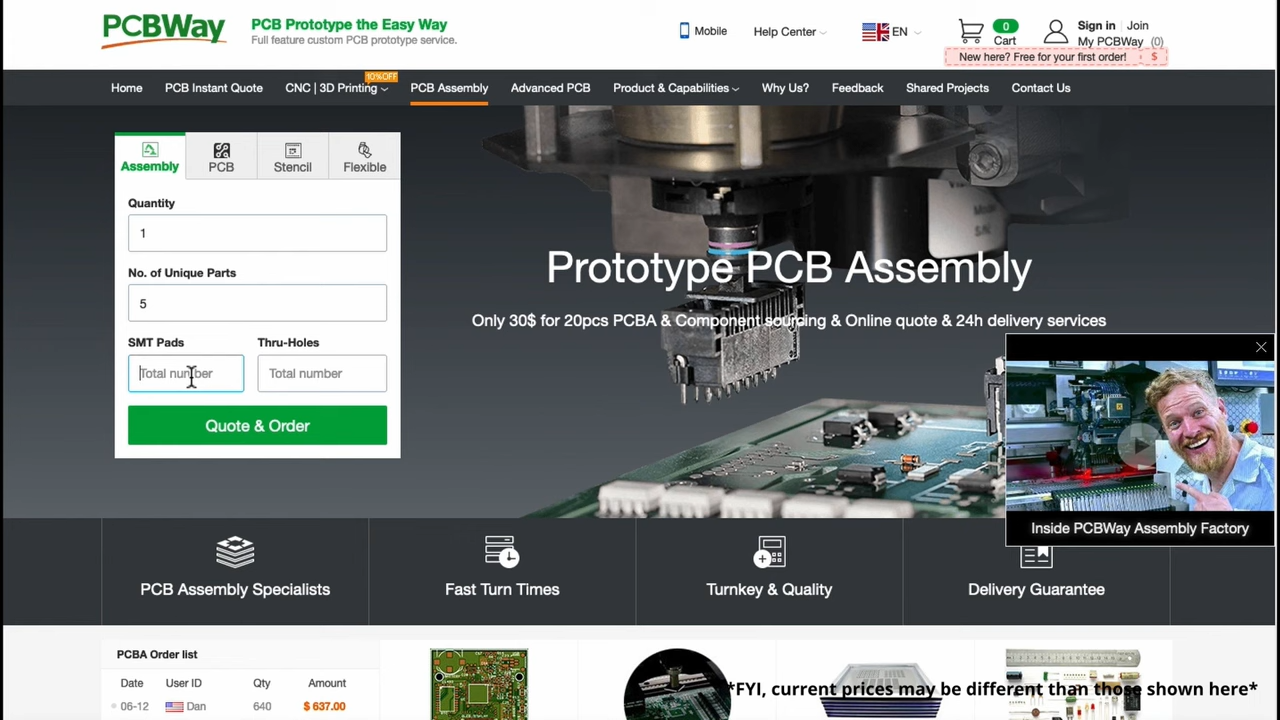 PCBWay
PCB Prototype the Easy Way
Full feature custom PCB prototype service.
Mobile
Help Center
EN
0
Cart
Sign in | Join
My PCBWay (0)
New here? Free for your first order! $
Home
PCB Instant Quote
CNC | 3D Printing
10%OFF
PCB Assembly
Advanced PCB
Product & Capabilities
Why Us?
Feedback
Shared Projects
Contact Us
Assembly
PCB
Stencil
Flexible
Quantity
1
No. of Unique Parts
5
SMT Pads
Thru-Holes
Total number
Total number
Quote & Order
Prototype PCB Assembly
Only 30$ for 20pcs PCBA & Component sourcing & Online quote & 24h delivery services
Inside PCBWay Assembly Factory
PCB Assembly Specialists
Fast Turn Times
Turnkey & Quality
Delivery Guarantee
PCBA Order list
Date User ID Qty Amount
06-12 Dan 640 $ 637.00
*FYI, current prices may be different than those shown here*